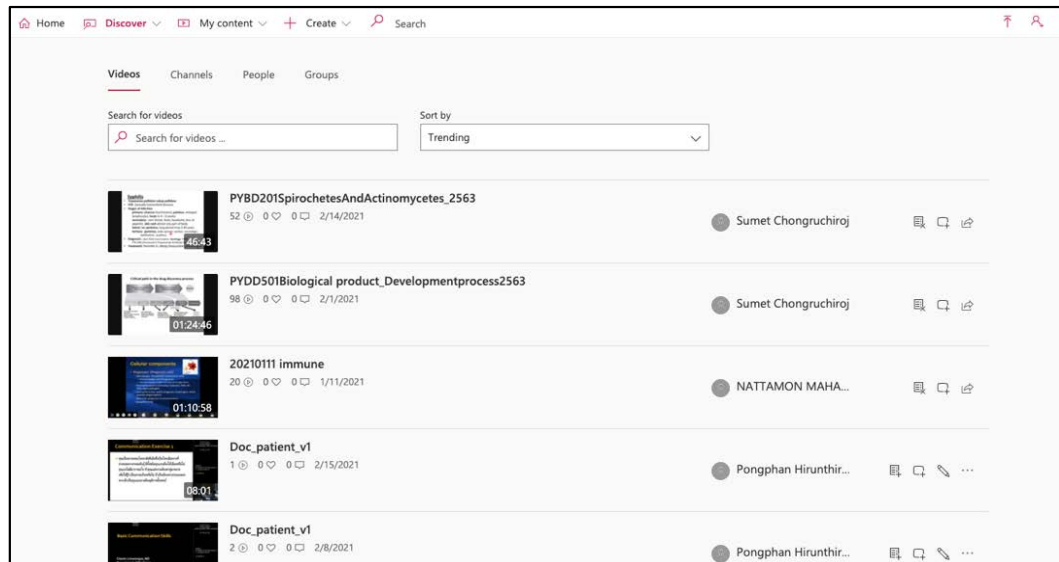 Home Discover My content Create Search
Videos Channels People Groups
Search for videos Sort by
Search for videos ... Trending
PYBD201SpirochetesAndActinomycetes_2563
52 0 0 2/14/2021 Sumet Chongruchiroj
46:43
PYDD501Biological product_Developmentprocess2563
98 0 0 2/1/2021 Sumet Chongruchiroj
01:24:46
20210111 immune
20 0 0 1/11/2021 NATTAMON MAHA...
Cellular components
01:10:58
Doc_patient_v1
1 0 0 2/15/2021 Pongphan Hirunthir...
Communication Exercise 1
08:01
Doc_patient_v1
2 0 0 2/8/2021 Pongphan Hirunthir...
Basic Communication Skills